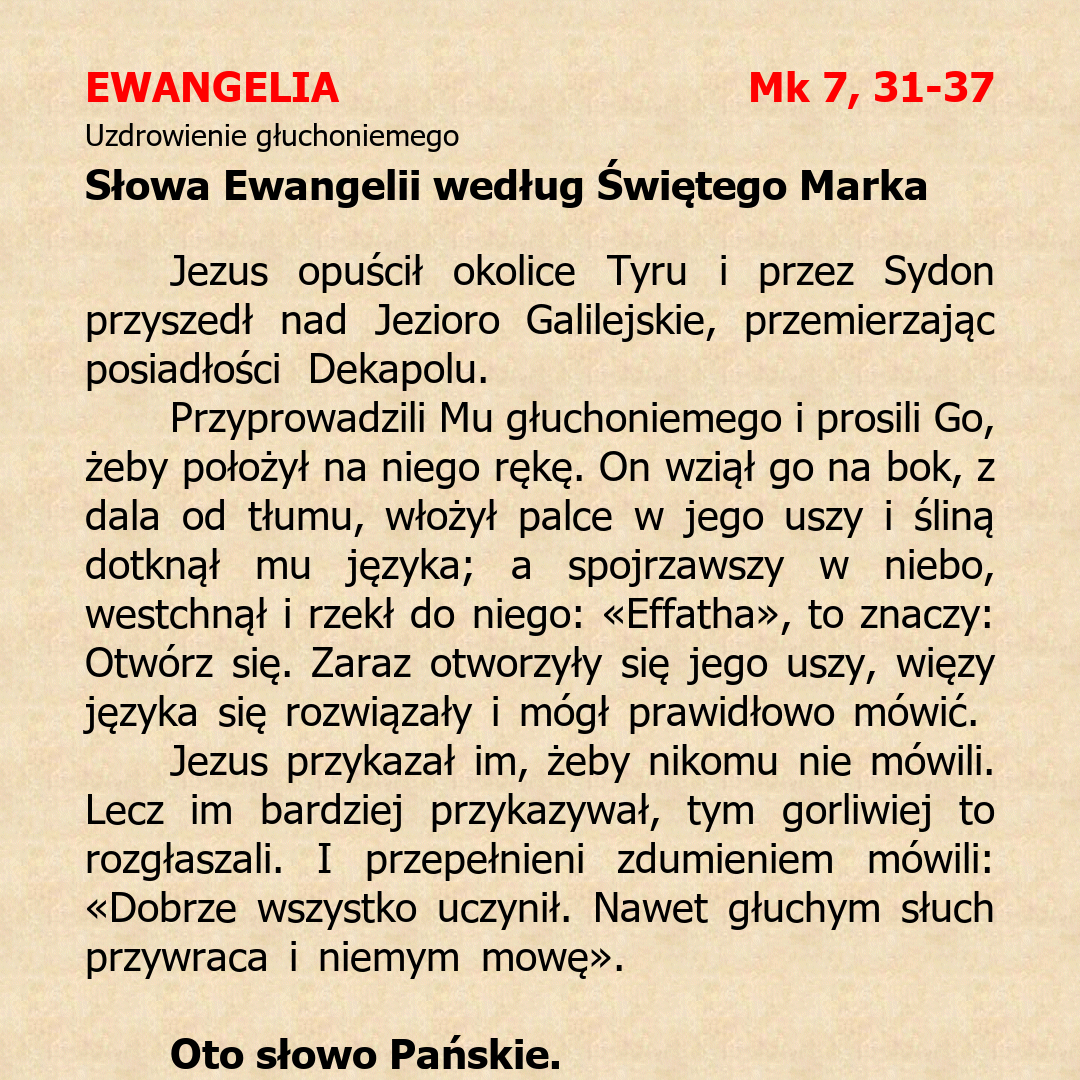 EWANGELIA Mk 7, 31-37
Uzdrowienie głuchoniemego
Słowa Ewangelii według Świętego Marka
Jezus opuścił okolice Tyru i przez Sydon
przyszedł nad Jezioro Galilejskie, przemierzając
posiadłości Dekapolu.
Przyprowadzili Mu głuchoniemego i prosili Go,
żeby położył na niego rękę. On wziął go na bok, z
dala od tłumu, włożył palce w jego uszy i śliną
dotknął mu języka; a spojrzawszy w niebo,
westchnął i rzekł do niego: «Effatha», to znaczy:
Otwórz się. Zaraz otworzyły się jego uszy, więzy
języka się rozwiązały i mógł prawidłowo mówić.
Jezus przykazał im, żeby nikomu nie mówili.
Lecz im bardziej przykazywał, tym gorliwiej to
rozgłaszali. I przepełnieni zdumieniem mówili:
«Dobrze wszystko uczynił. Nawet głuchym słuch
przywraca i niemym mowę».
Oto słowo Pańskie.